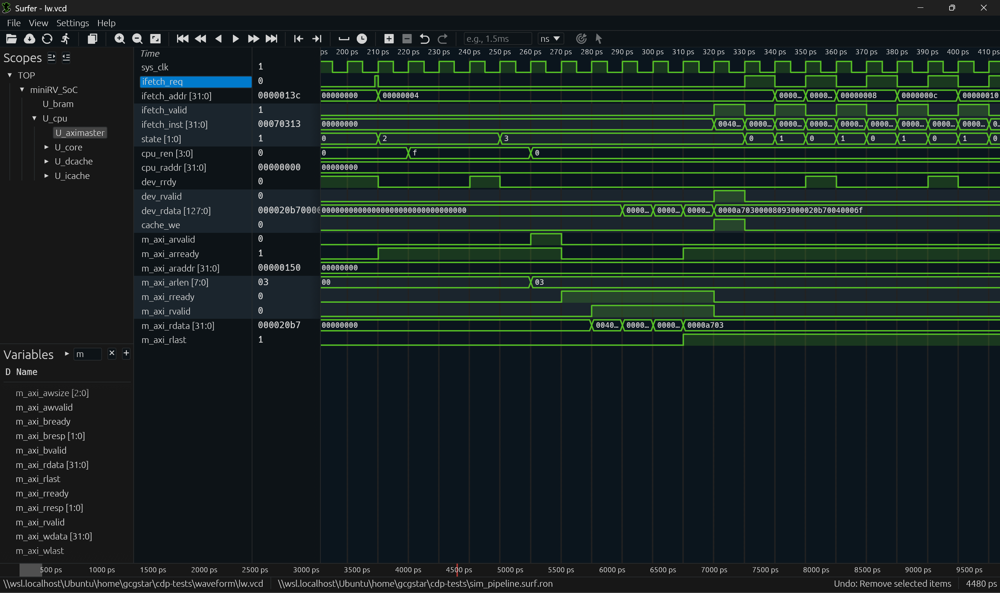 Surfer - lw.vcd
File View Settings Help
e.g., 1.5ms ns
Scopes
TOP
miniRV_SoC
U_bram
U_cpu
U_aximaster
U_core
U_dcache
U_icache
Variables m
D Name
m_axi_awsize [2:0]
m_axi_awvalid
m_axi_bready
m_axi_bresp [1:0]
m_axi_bvalid
m_axi_rdata [31:0]
m_axi_rlast
m_axi_rready
m_axi_rresp [1:0]
m_axi_rvalid
m_axi_wdata [31:0]
m_axi_wlast
Time ps 200 ps 210 ps 220 ps 230 ps 240 ps 250 ps 260 ps 270 ps 280 ps 290 ps 300 ps 310 ps 320 ps 330 ps 340 ps 350 ps 360 ps 370 ps 380 ps 390 ps 400 ps 410 ps
sys_clk 1
ifetch_req 0
ifetch_addr [31:0] 0000013c 00000000 00000004 0000... 0000... 00000008 0000000c 00000010
ifetch_valid 1
ifetch_inst [31:0] 00070313 00000000 0040... 0000... 0000... 0000... 0000... 0000... 0000... 0000... 0000... 0...
state [1:0] 1 0 2 3 0 1 0 1 0 1 0 1 0
cpu_ren [3:0] 0 0 f 0
cpu_raddr [31:0] 00000000 00000000
dev_rrdy 0
dev_rvalid 0
dev_rdata [127:0] 000020b70000 00000000000000000000000000000000 0000... 0000... 0000... 0000a70300008093000020b70040006f
cache_we 0
m_axi_arvalid 0
m_axi_arready 1
m_axi_araddr [31:0] 00000150 00000000
m_axi_arlen [7:0] 03 00 03
m_axi_rready 0
m_axi_rvalid 0
m_axi_rdata [31:0] 000020b7 00000000 0040... 0000... 0000... 0000a703
m_axi_rlast 1
500 ps 1000 ps 1500 ps 2000 ps 2500 ps 3000 ps 3500 ps 4000 ps 4500 ps 5000 ps 5500 ps 6000 ps 6500 ps 7000 ps 7500 ps 8000 ps 8500 ps 9000 ps 9500 ps
\\wsl.localhost\Ubuntu\home\gcgstar\cdp-tests\waveform\lw.vcd \\wsl.localhost\Ubuntu\home\gcgstar\cdp-tests\sim_pipeline.surf.ron Undo: Remove selected items 4480 ps